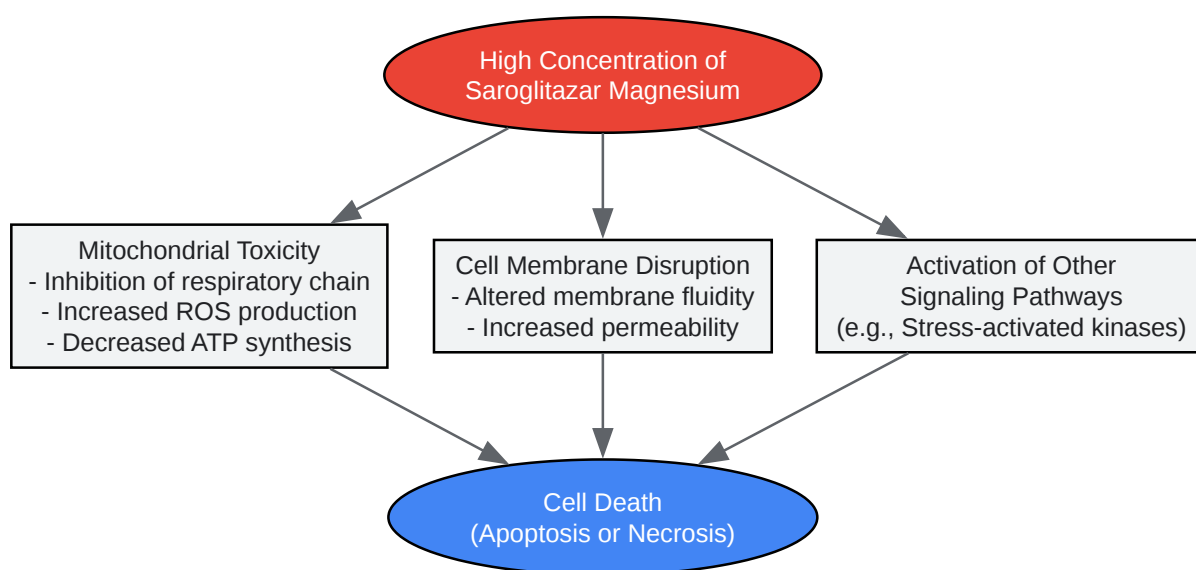 High Concentration of
Saroglitazar Magnesium
Mitochondrial Toxicity
- Inhibition of respiratory chain
- Increased ROS production
- Decreased ATP synthesis
Cell Membrane Disruption
- Altered membrane fluidity
- Increased permeability
Activation of Other
Signaling Pathways
(e.g., Stress-activated kinases)
Cell Death
(Apoptosis or Necrosis)